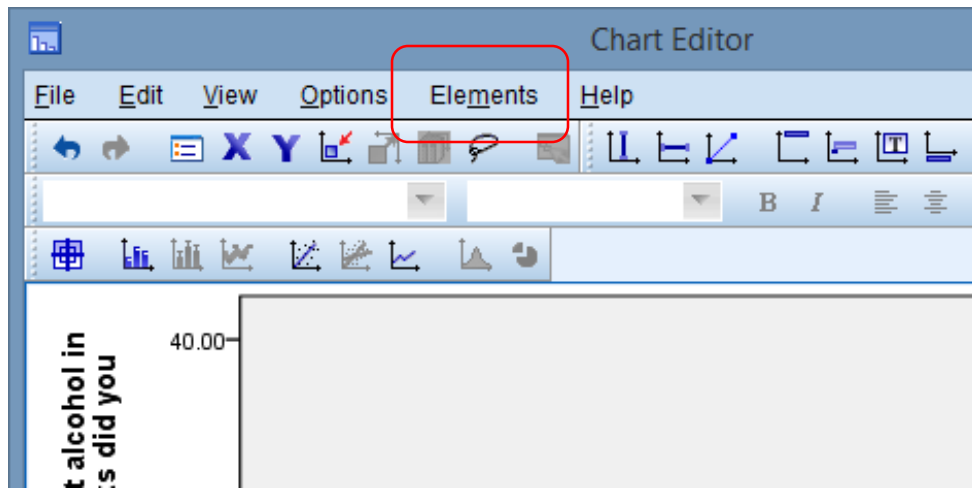 Chart Editor
File Edit View Options Elements Help
X Y T
B I
40.00
t alcohol in
s did you